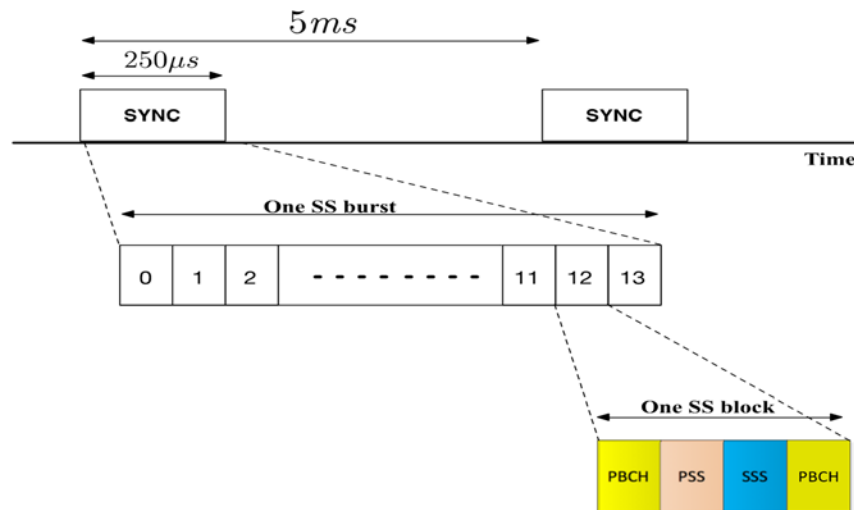 5ms
250μs
SYNC
SYNC
Time
One SS burst
0 1 2 - - - - - - - - 11 12 13
One SS block
PBCH PSS SSS PBCH